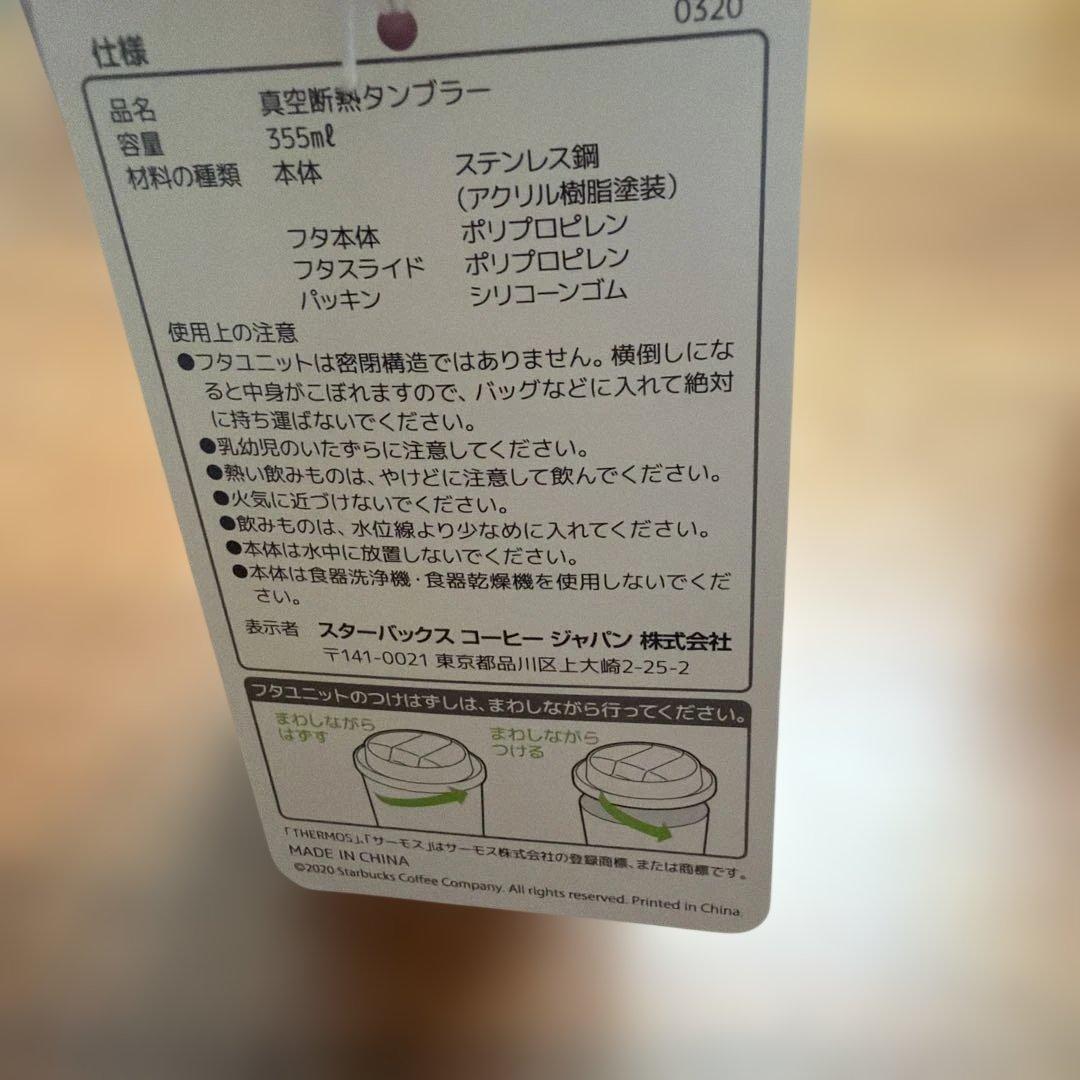 0320
仕様
品名 真空断熱タンブラー
容量 355mℓ
材料の種類 本体 ステンレス鋼
(アクリル樹脂塗装)
フタ本体 ポリプロピレン
フタスライド ポリプロピレン
パッキン シリコーンゴム
使用上の注意
●フタユニットは密閉構造ではありません。横倒しにな
ると中身がこぼれますので、バッグなどに入れて絶対
に持ち運ばないでください。
●乳幼児のいたずらに注意してください。
●熱い飲みものは、やけどに注意して飲んでください。
●火気に近づけないでください。
●飲みものは、水位線より少なめに入れてください。
●本体は水中に放置しないでください。
●本体は食器洗浄機・食器乾燥機を使用しないでくだ
さい。
表示者 スターバックス コーヒー ジャパン 株式会社
〒141-0021 東京都品川区上大崎2-25-2
フタユニットのつけはずしは、まわしながら行ってください。
まわしながら
はずす
まわしながら
つける
「THERMOS」、「サーモス」はサーモス株式会社の登録商標、または商標です。
MADE IN CHINA
©2020 Starbucks Coffee Company. All rights reserved. Printed in China.